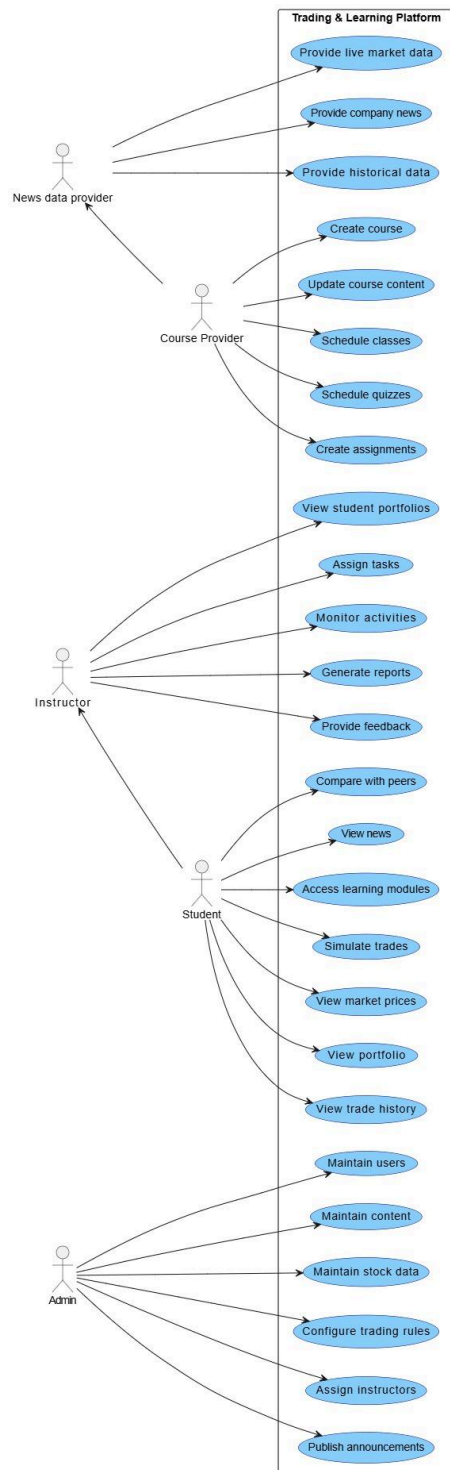 Trading & Learning Platform
Provide live market data
Provide company news
Provide historical data
News data provider
Create course
Update course content
Schedule classes
Course Provider
Schedule quizzes
Create assignments
View student portfolios
Assign tasks
Monitor activities
Generate reports
Instructor
Provide feedback
Compare with peers
View news
Access learning modules
Student
Simulate trades
View market prices
View portfolio
View trade history
Maintain users
Maintain content
Maintain stock data
Admin
Configure trading rules
Assign instructors
Publish announcements